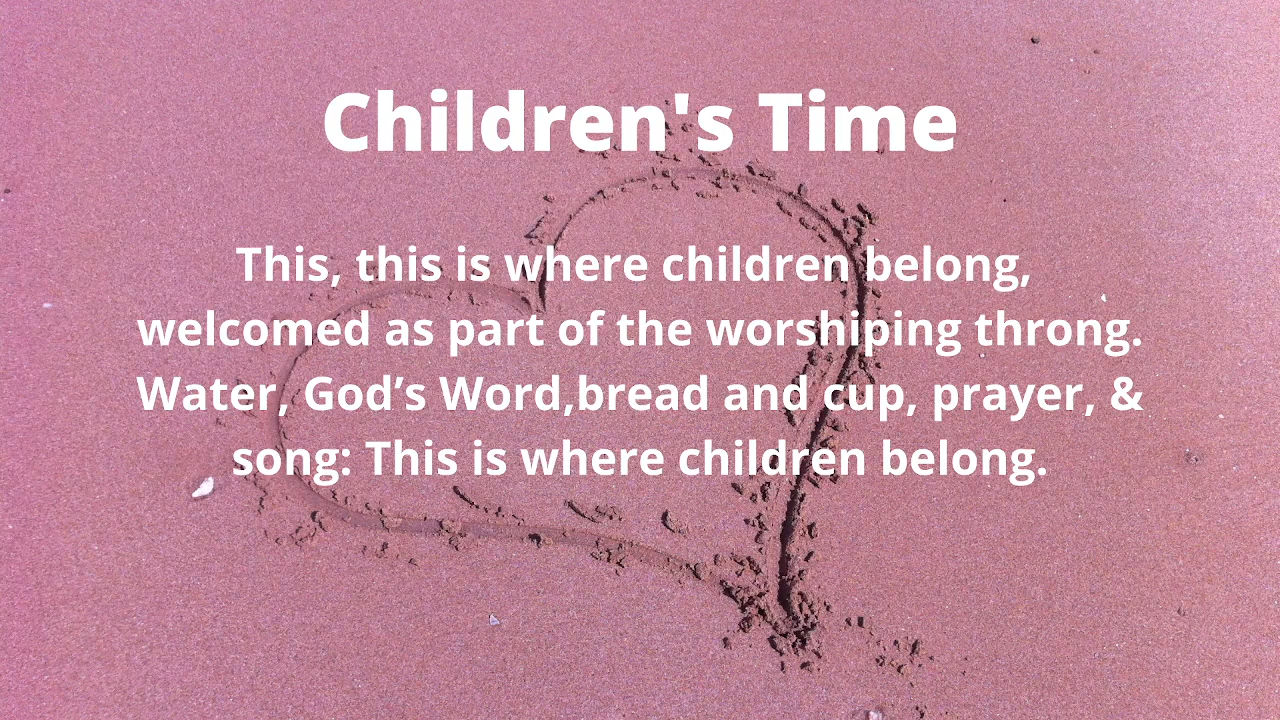 Children's Time
This, this is where children belong,
welcomed as part of the worshiping throng.
Water, God’s Word,bread and cup, prayer, &
song: This is where children belong.